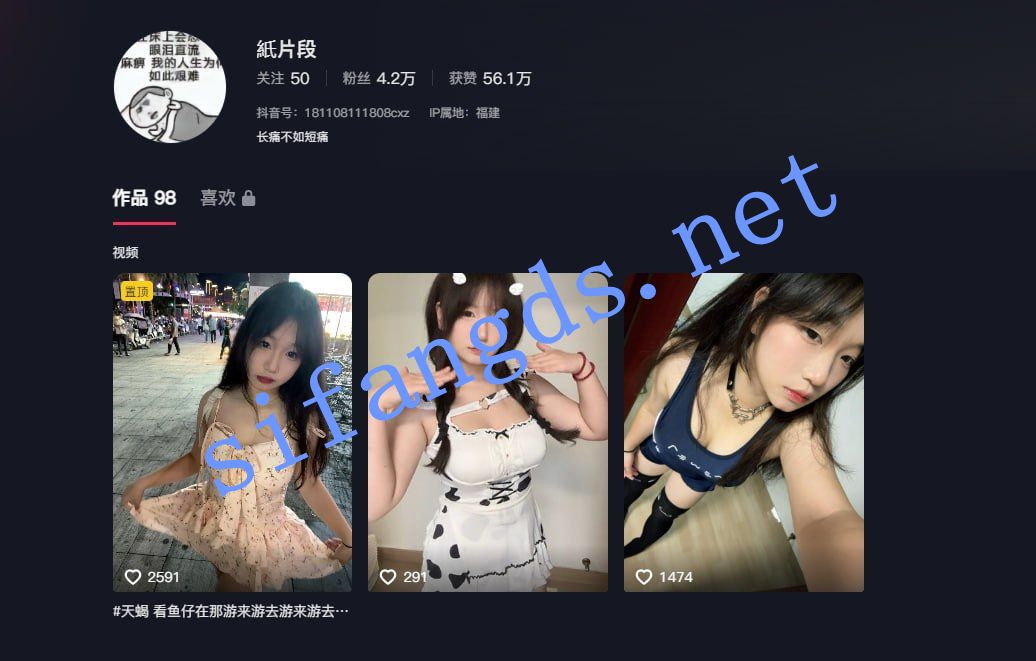 在床上会恋
眼泪直流
麻痹 我的人生为什
如此艰难
紙片段
关注 50 粉丝 4.2万 获赞 56.1万
抖音号：181108111808cxz IP属地：福建
长痛不如短痛
作品 98 喜欢
视频
置顶
sifangds.net
2591 291 1474
#天蝎 看鱼仔在那游来游去游来游去…